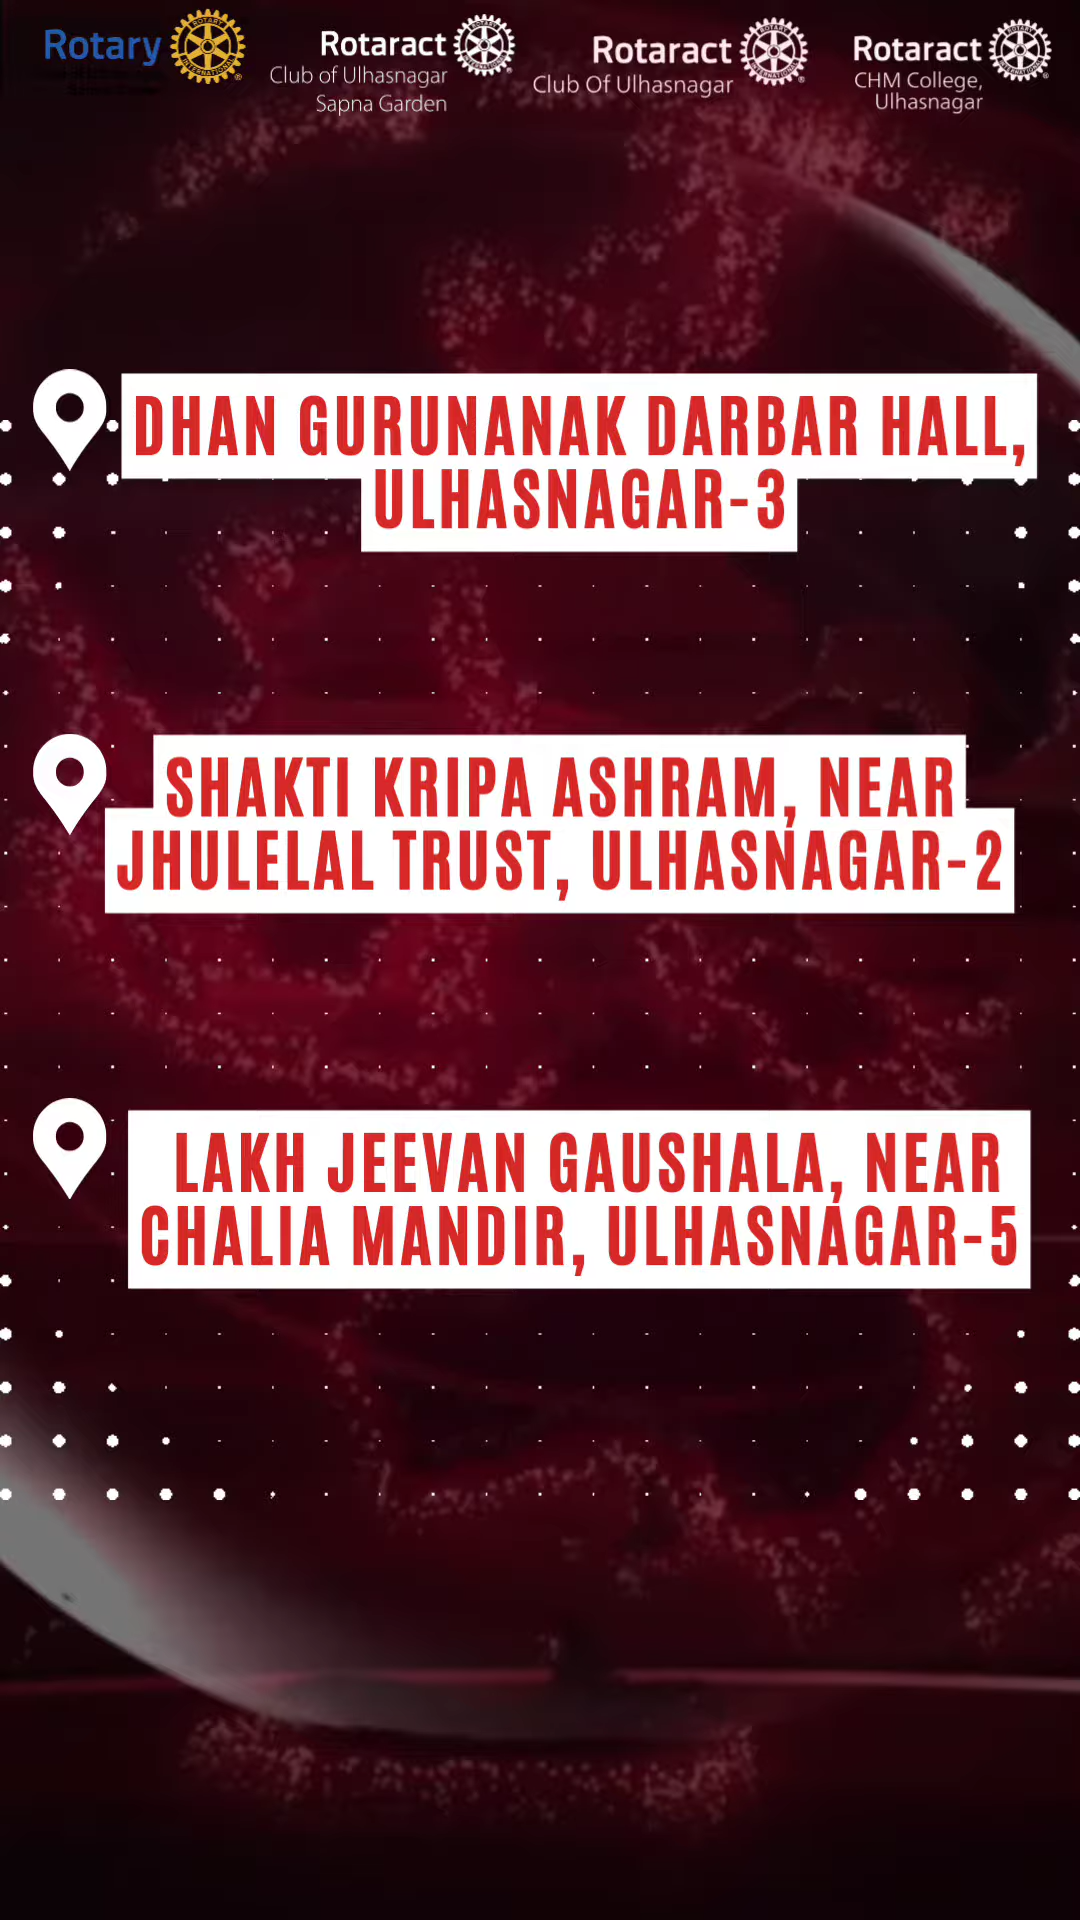 Rotary
Rotaract
Club of Ulhasnagar
Sapna Garden
Rotaract
Club Of Ulhasnagar
Rotaract
CHM College,
Ulhasnagar
DHAN GURUNANAK DARBAR HALL,
ULHASNAGAR-3
SHAKTI KRIPA ASHRAM, NEAR
JHULELAL TRUST, ULHASNAGAR-2
LAKH JEEVAN GAUSHALA, NEAR
CHALIA MANDIR, ULHASNAGAR-5